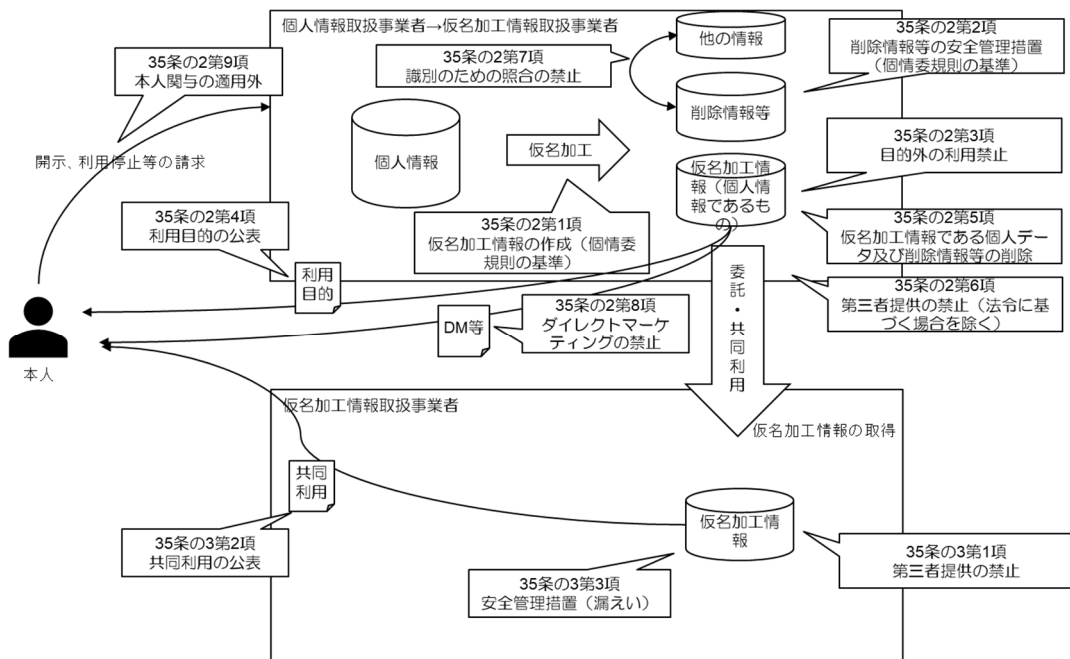 個人情報取扱事業者→仮名加工情報取扱事業者
他の情報
35条の2第2項
削除情報等の安全管理措置
（個情委規則の基準）
35条の2第7項
識別のための照合の禁止
35条の2第9項
本人関与の適用外
削除情報等
35条の2第3項
目的外の利用禁止
個人情報
仮名加工
開示、利用停止等の請求
仮名加工情
報（個人情
報であるも
の）
35条の2第4項
利用目的の公表
35条の2第1項
仮名加工情報の作成（個情委
規則の基準）
35条の2第5項
仮名加工情報である個人デー
タ及び削除情報等の削除
利用
目的
委託・共同利用
35条の2第6項
第三者提供の禁止（法令に基
づく場合を除く）
DM等
35条の2第8項
ダイレクトマーケ
ティングの禁止
本人
仮名加工情報取扱事業者
仮名加工情報の取得
共同
利用
仮名加工情
報
35条の3第2項
共同利用の公表
35条の3第1項
第三者提供の禁止
35条の3第3項
安全管理措置（漏えい）